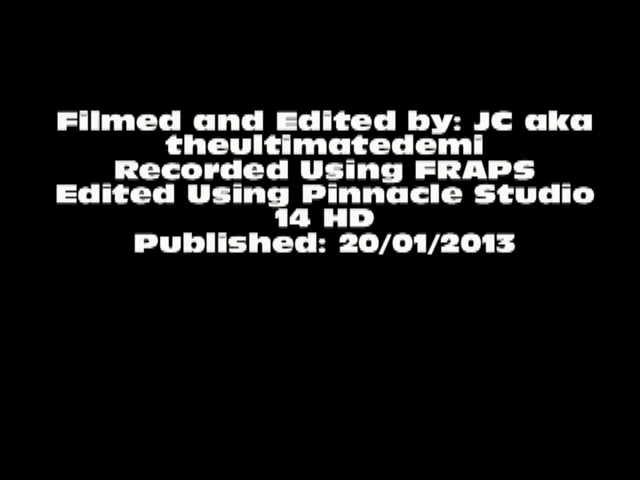 Filmed and Edited by: JC aka
theultimatedemi
Recorded Using FRAPS
Edited Using Pinnacle Studio
14 HD
Published: 20/01/2013